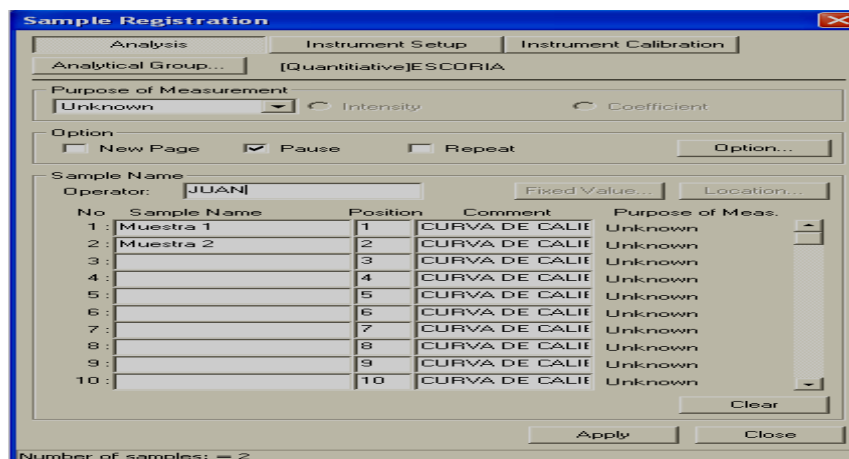 Sample Registration
Analysis Instrument Setup Instrument Calibration
Analytical Group... [Quantitiative]ESCORIA
Purpose of Measurement
Unknown Intensity Coefficient
Option
New Page Pause Repeat Option...
Sample Name
Operator: JUAN Fixed Value... Location...
No Sample Name Position Comment Purpose of Meas.
1 : Muestra 1 1 CURVA DE CALIE Unknown
2 : Muestra 2 2 CURVA DE CALIE Unknown
3 : 3 CURVA DE CALIE Unknown
4 : 4 CURVA DE CALIE Unknown
5 : 5 CURVA DE CALIE Unknown
6 : 6 CURVA DE CALIE Unknown
7 : 7 CURVA DE CALIE Unknown
8 : 8 CURVA DE CALIE Unknown
9 : 9 CURVA DE CALIE Unknown
10 : 10 CURVA DE CALIE Unknown
Clear
Apply Close
Number of samples: = 2